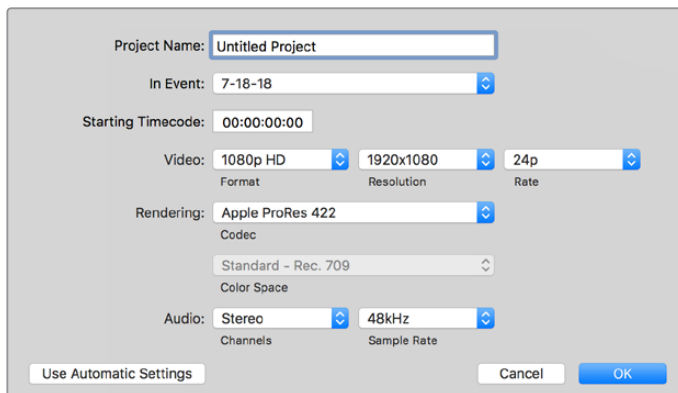 Project Name: Untitled Project
In Event: 7-18-18
Starting Timecode: 00:00:00:00
Video: 1080p HD 1920x1080 24p
Format Resolution Rate
Rendering: Apple ProRes 422
Codec
Standard - Rec. 709
Color Space
Audio: Stereo 48kHz
Channels Sample Rate
Use Automatic Settings Cancel OK